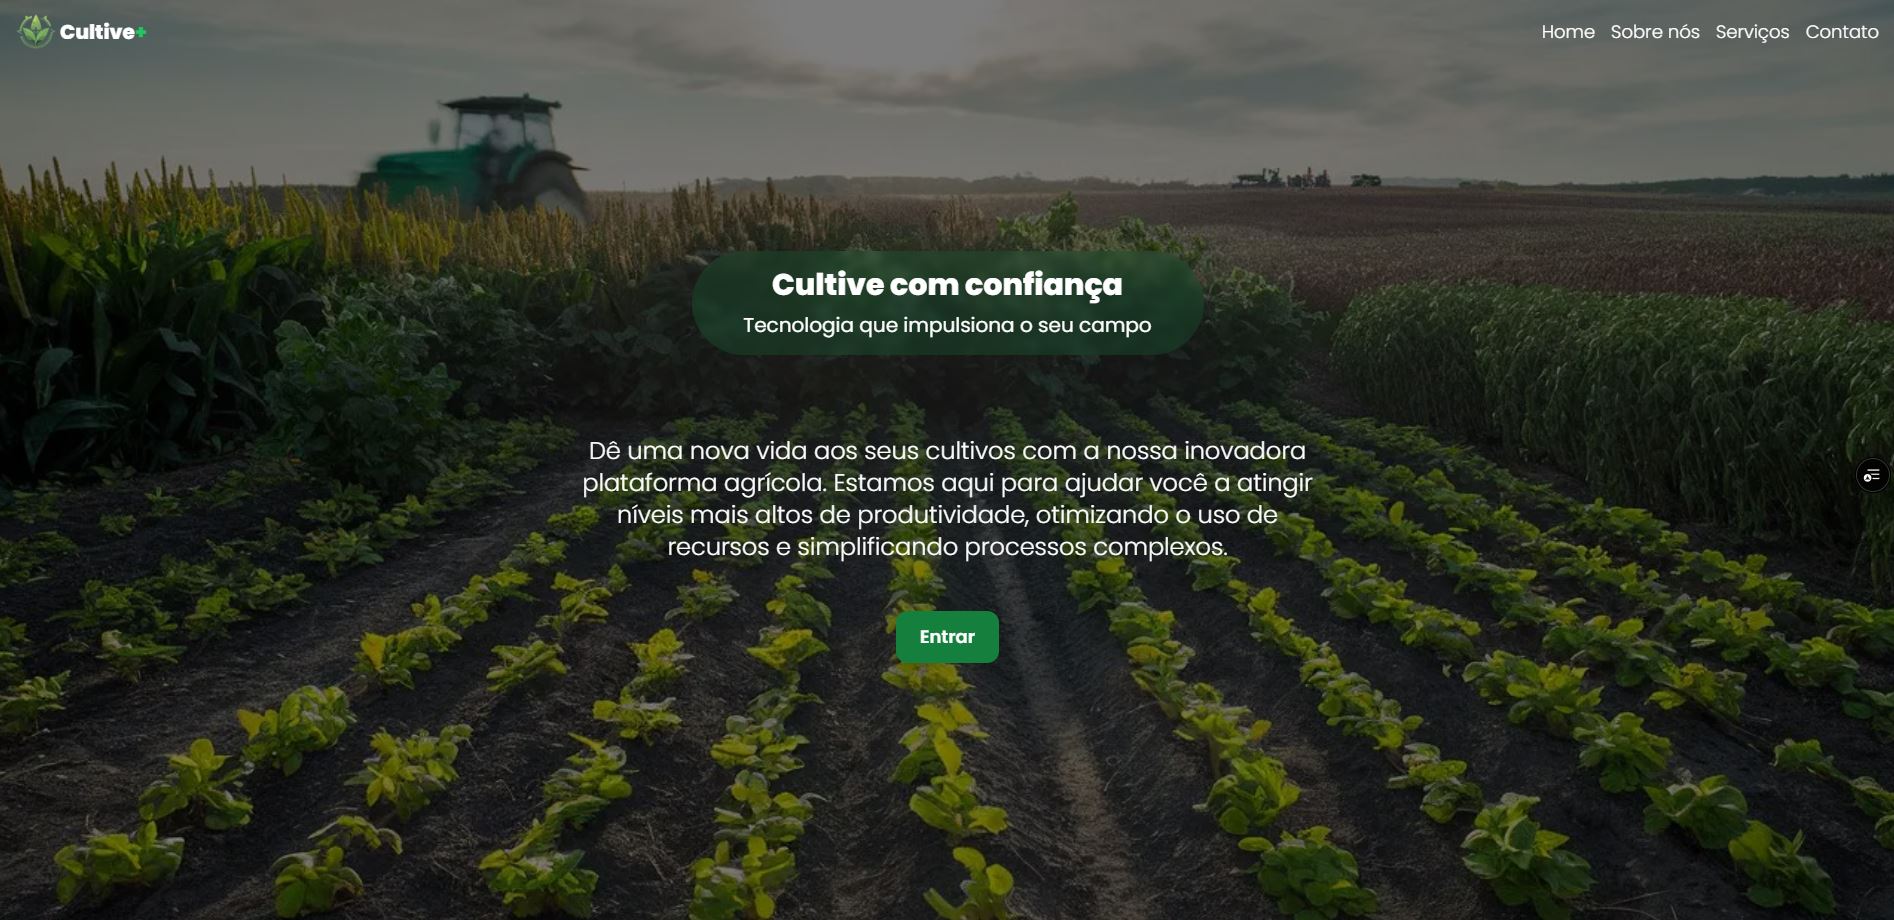 Cultive+
Home Sobre nós Serviços Contato
Cultive com confiança
Tecnologia que impulsiona o seu campo
Dê uma nova vida aos seus cultivos com a nossa inovadora
plataforma agrícola. Estamos aqui para ajudar você a atingir
níveis mais altos de produtividade, otimizando o uso de
recursos e simplificando processos complexos.
Entrar